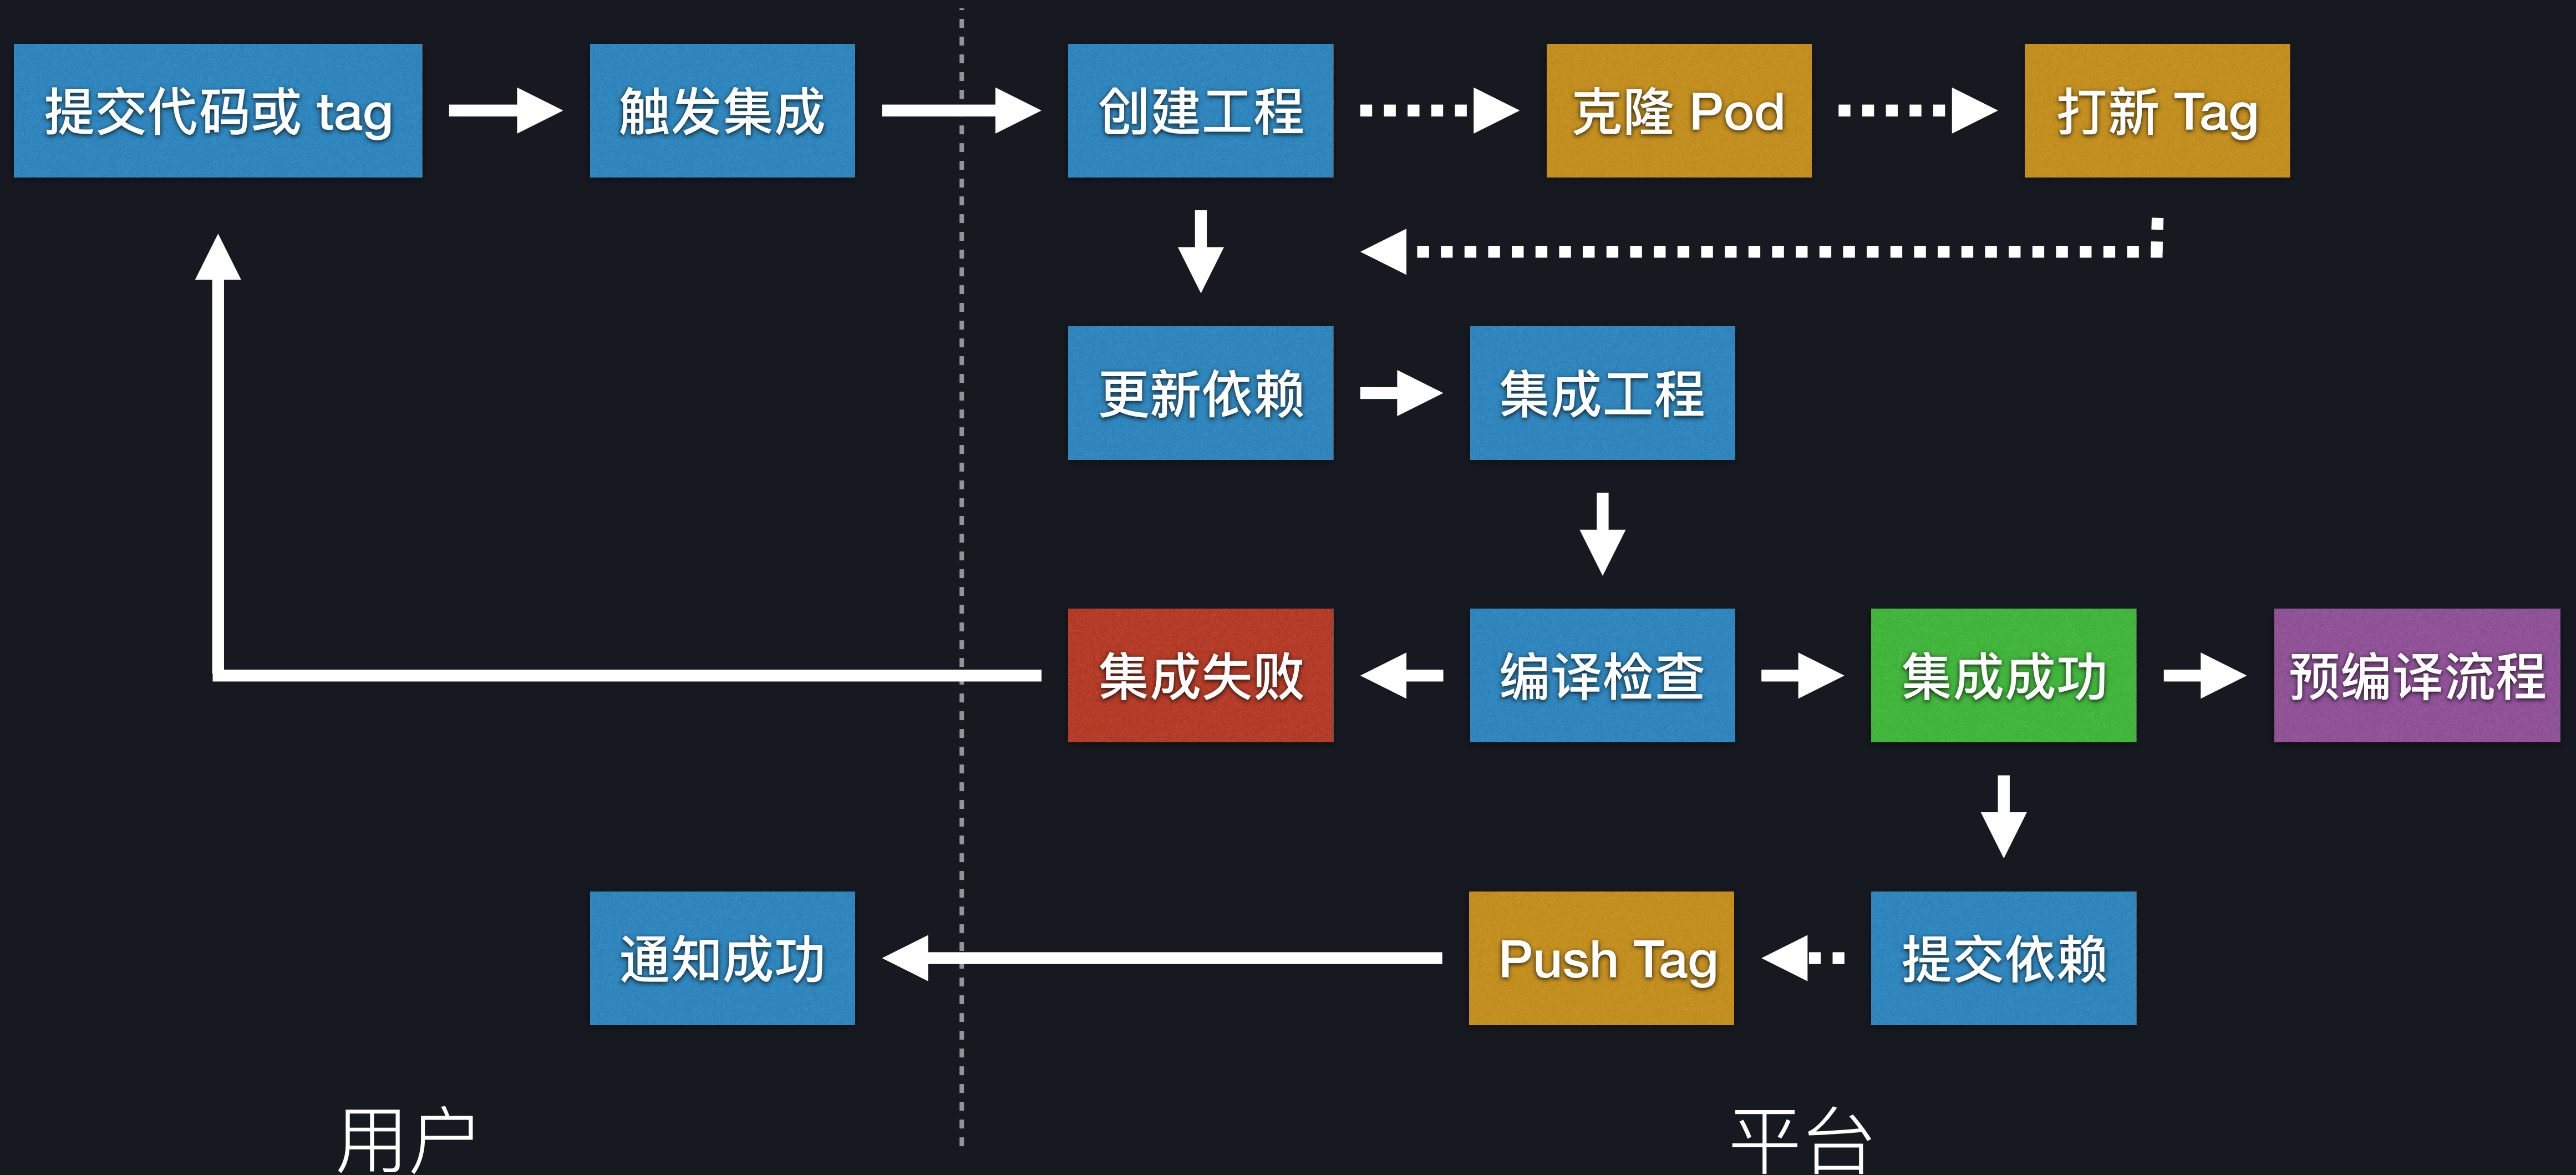 提交代码或 tag
触发集成
创建工程
克隆 Pod
打新 Tag
更新依赖
集成工程
集成失败
编译检查
集成成功
预编译流程
通知成功
Push Tag
提交依赖
用户
平台